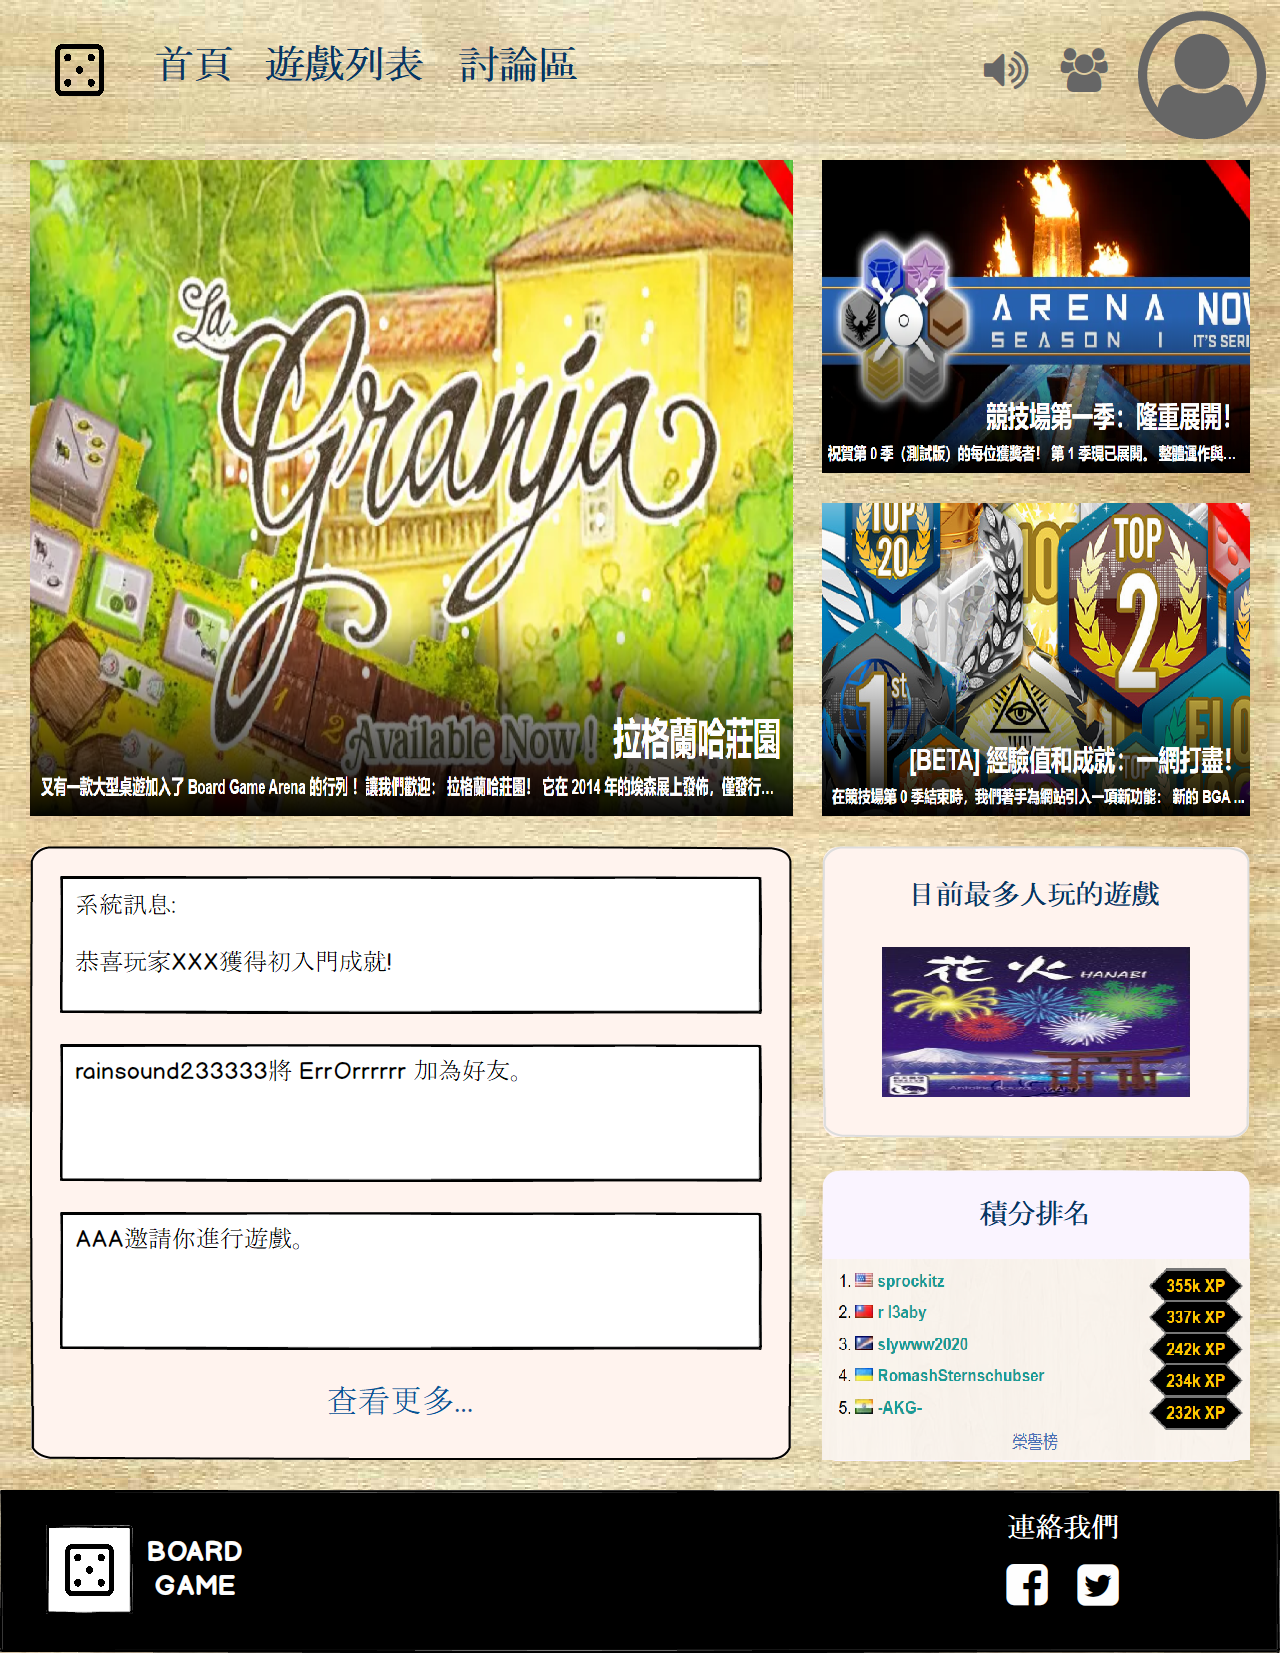 首頁 遊戲列表 討論區
La Granja
Available Now !
拉格蘭哈莊園
又有一款大型桌遊加入了 Board Game Arena 的行列！ 讓我們歡迎： 拉格蘭哈莊園！ 它在 2014 年的埃森展上發佈，僅發行...
ARENA NOW
SEASON 1 IT'S SERI
競技場第一季：隆重展開！
祝賀第 0 季（測試版）的每位獲獎者！ 第 1 季現已展開。 整體運作與...
TOP 20
TOP 2
1st
[BETA] 經驗值和成就：一網打盡！
在競技場第 0 季結束時，我們著手為網站引入一項新功能： 新的 BGA ...
系統訊息:
恭喜玩家XXX獲得初入門成就!
rainsound233333將 ErrOrrrrrr 加為好友。
AAA邀請你進行遊戲。
查看更多...
目前最多人玩的遊戲
花火 HANABI
積分排名
1. sprockitz 355k XP
2. r l3aby 337k XP
3. slywww2020 242k XP
4. RomashSternschubser 234k XP
5. -AKG- 232k XP
榮譽榜
BOARD
GAME
連絡我們